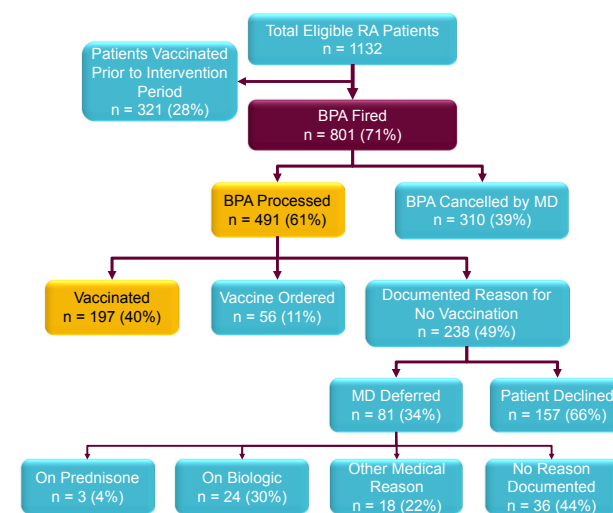 Total Eligible RA Patients
n = 1132
Patients Vaccinated
Prior to Intervention
Period
n = 321 (28%)
BPA Fired
n = 801 (71%)
BPA Processed
n = 491 (61%)
BPA Cancelled by MD
n = 310 (39%)
Vaccinated
n = 197 (40%)
Vaccine Ordered
n = 56 (11%)
Documented Reason for
No Vaccination
n = 238 (49%)
MD Deferred
n = 81 (34%)
Patient Declined
n = 157 (66%)
On Prednisone
n = 3 (4%)
On Biologic
n = 24 (30%)
Other Medical
Reason
n = 18 (22%)
No Reason
Documented
n = 36 (44%)